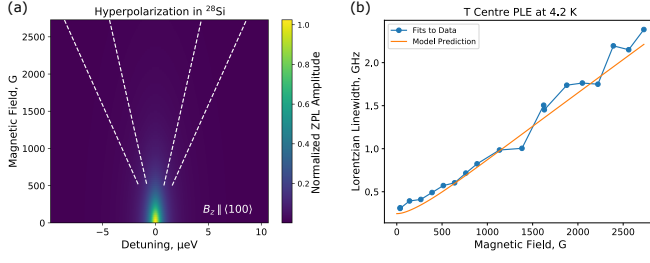 (a)
Hyperpolarization in ²⁸Si
Magnetic Field, G
2500
2000
1500
1000
500
0
−5
0
5
10
Detuning, μeV
B_z ∥ ⟨100⟩
1.0
0.8
0.6
0.4
0.2
Normalized ZPL Amplitude
(b)
T Centre PLE at 4.2 K
Fits to Data
Model Prediction
Lorentzian Linewidth, GHz
2.0
1.5
1.0
0.5
0
500
1000
1500
2000
2500
Magnetic Field, G